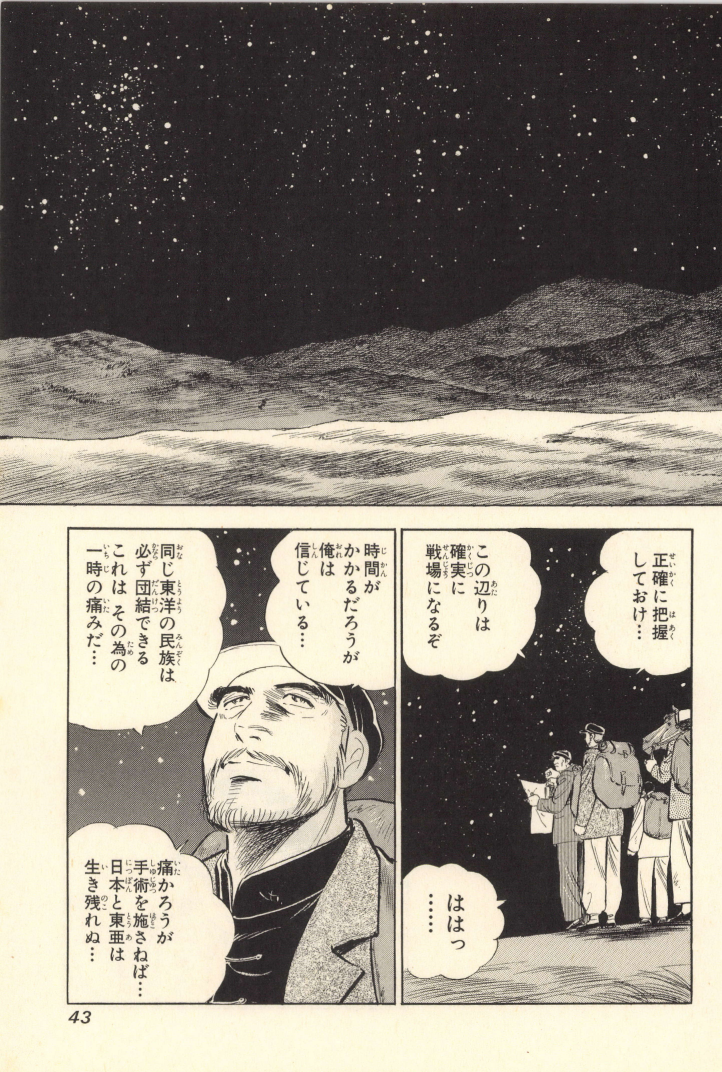 正確に把握
しておけ…
この辺りは
確実に
戦場になるぞ
ははっ
……
時間が
かかるだろうが
俺は
信じている…
同じ東洋の民族は
必ず団結できる
これは その為の
一時の痛みだ…
痛かろうが
手術を施さねば…
日本と東亜は
生き残れぬ…
43